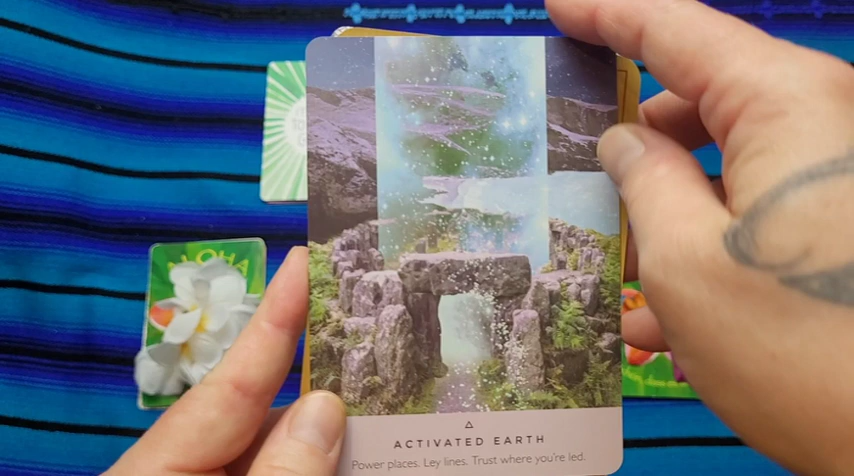 ALOHA
ACTIVATED EARTH
Power places. Ley lines. Trust where you're led.